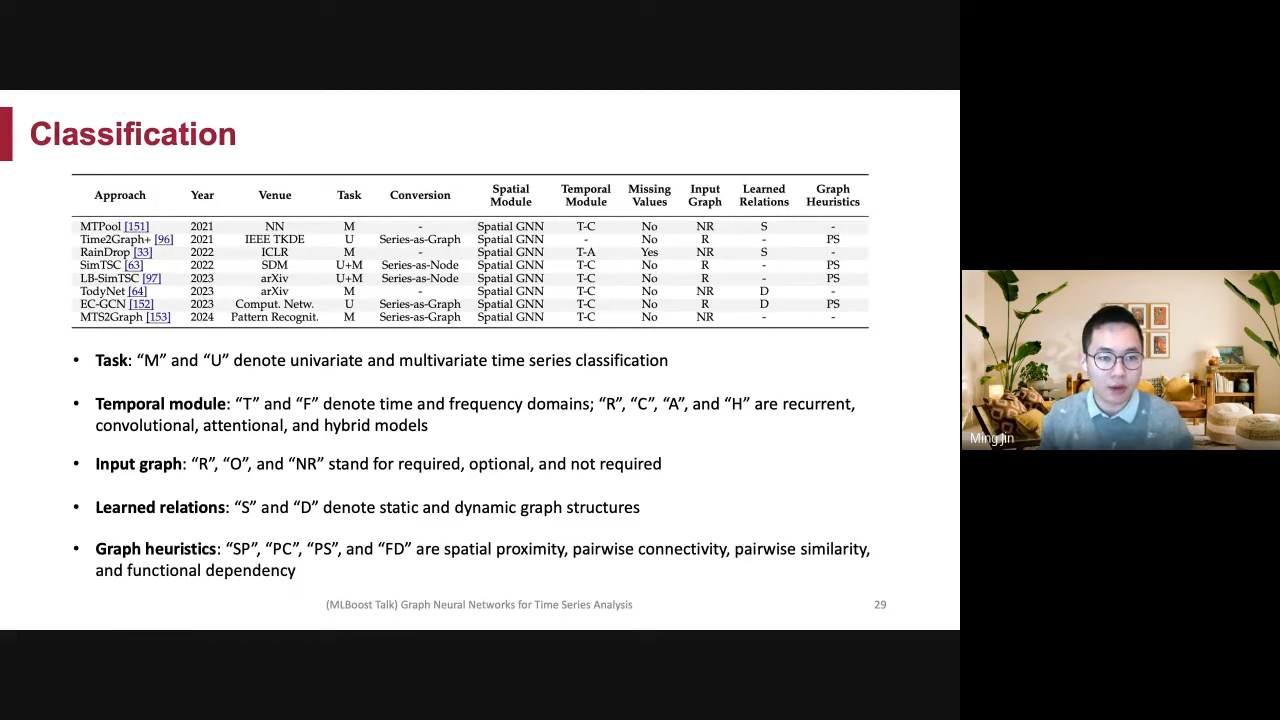 Classification
Approach Year Venue Task Conversion Spatial Module Temporal Module Missing Values Input Graph Learned Relations Graph Heuristics
MTPool [151] 2021 NN M - Spatial GNN T-C No NR S -
Time2Graph+ [96] 2021 IEEE TKDE U Series-as-Graph Spatial GNN - No R - PS
RainDrop [33] 2022 ICLR M - Spatial GNN T-A Yes NR S -
SimTSC [63] 2022 SDM U+M Series-as-Node Spatial GNN T-C No R - PS
LB-SimTSC [97] 2023 arXiv U+M Series-as-Node Spatial GNN T-C No R - PS
TodyNet [64] 2023 arXiv M - Spatial GNN T-C No NR D -
EC-GCN [152] 2023 Comput. Netw. U Series-as-Graph Spatial GNN T-C No R D PS
MTS2Graph [153] 2024 Pattern Recognit. M Series-as-Graph Spatial GNN T-C No NR - -
• Task: “M” and “U” denote univariate and multivariate time series classification
• Temporal module: “T” and “F” denote time and frequency domains; “R”, “C”, “A”, and “H” are recurrent,
convolutional, attentional, and hybrid models
• Input graph: “R”, “O”, and “NR” stand for required, optional, and not required
• Learned relations: “S” and “D” denote static and dynamic graph structures
• Graph heuristics: “SP”, “PC”, “PS”, and “FD” are spatial proximity, pairwise connectivity, pairwise similarity,
and functional dependency
(MLBoost Talk) Graph Neural Networks for Time Series Analysis
29
Ming Jin